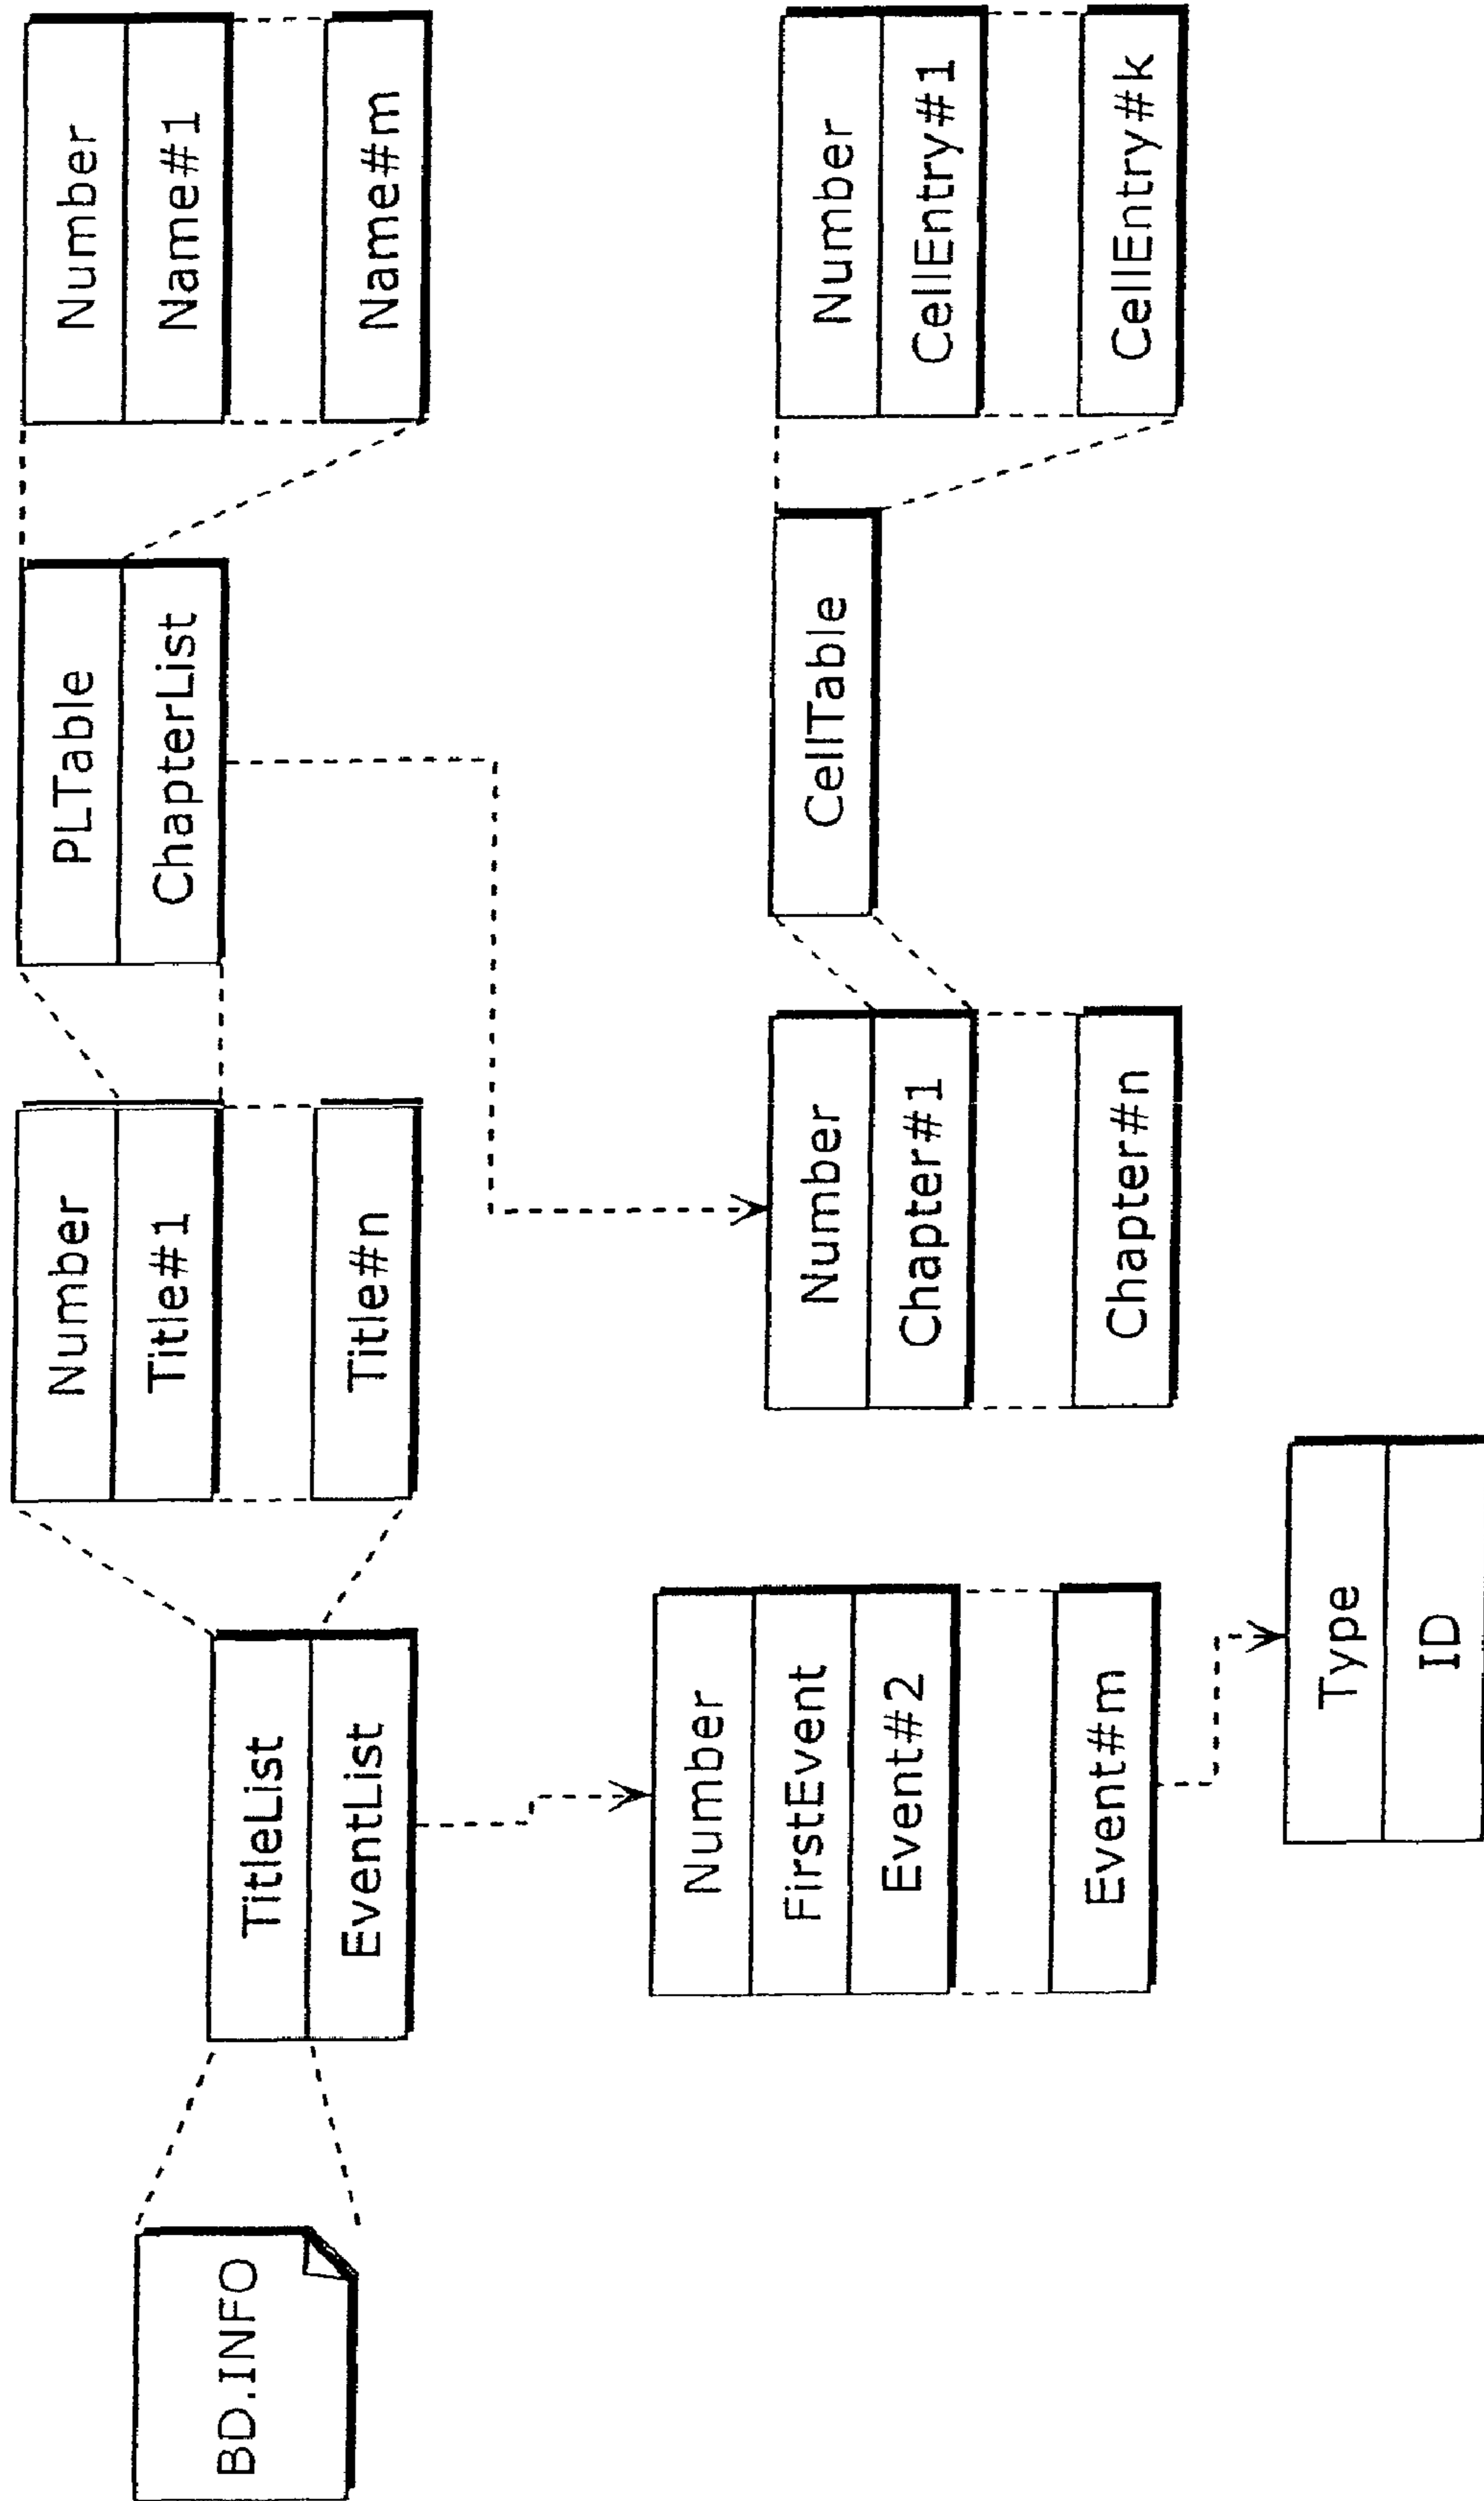 BD.INFO
TitleList
EventList
Number
Title#1
Title#n
PLTable
ChapterList
Number
Name#1
Name#m
Number
FirstEvent
Event#2
Event#m
Type
ID
Number
Chapter#1
Chapter#n
CellTable
Number
CellEntry#1
CellEntry#k